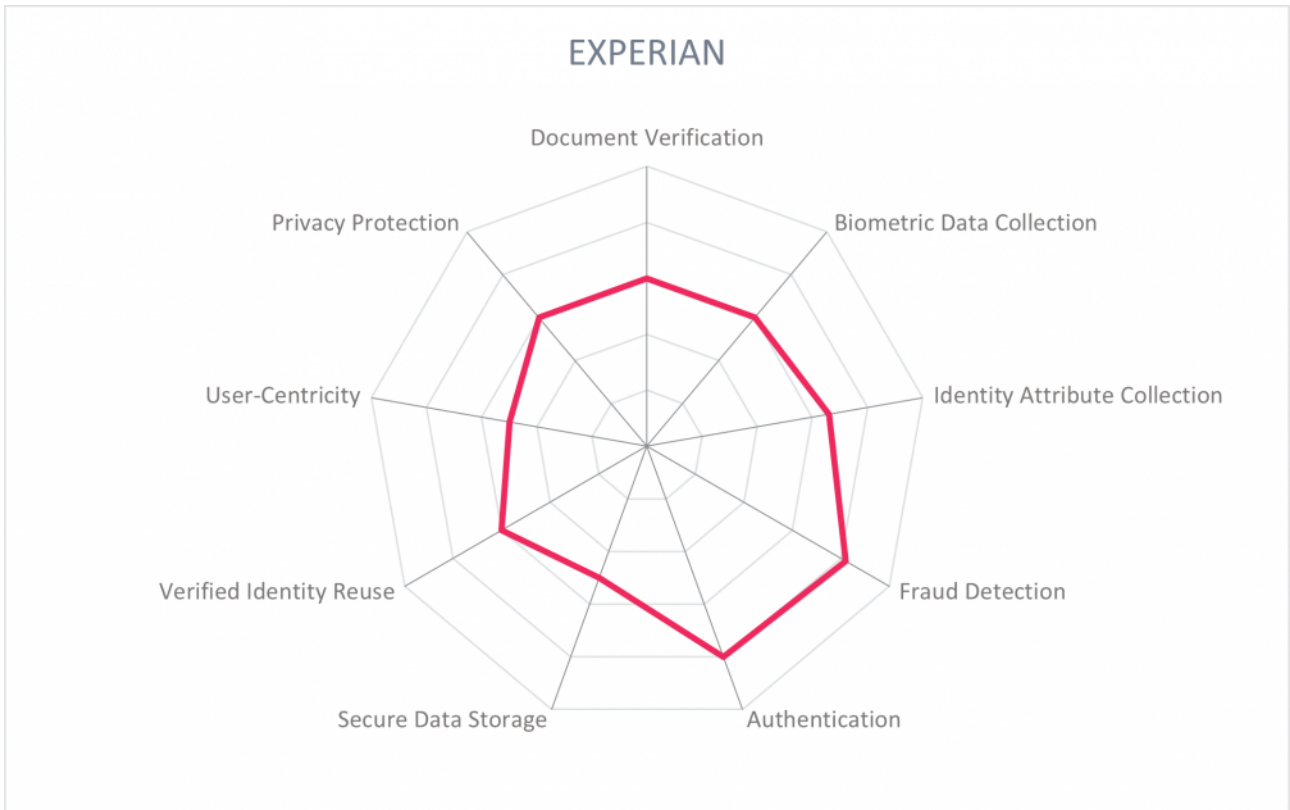 EXPERIAN
Document Verification
Privacy Protection
Biometric Data Collection
User-Centricity
Identity Attribute Collection
Verified Identity Reuse
Fraud Detection
Secure Data Storage
Authentication